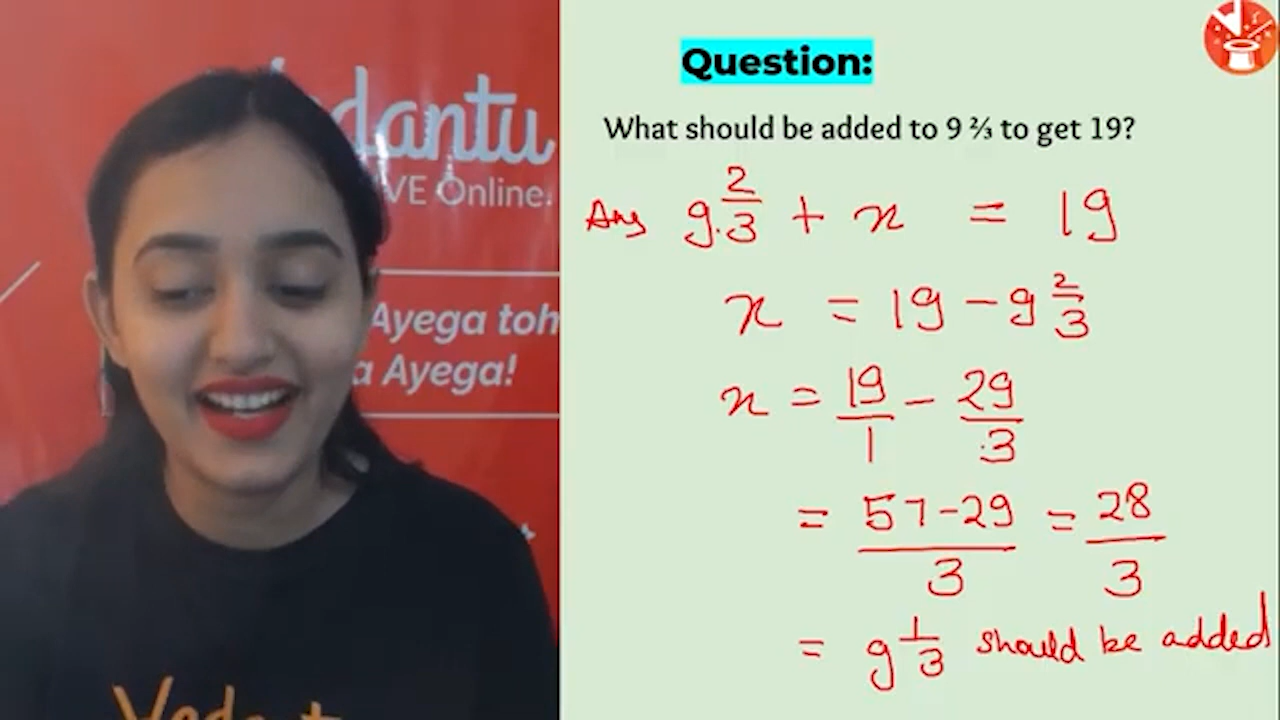 Vedantu
VE Online.
Ayega toh
a Ayega!
Question:
What should be added to 9 ⅔ to get 19?
Ans 9 2/3 + x = 19
x = 19 - 9 2/3
x = 19/1 - 29/3
= 57-29/3 = 28/3
= 9 1/3 should be added